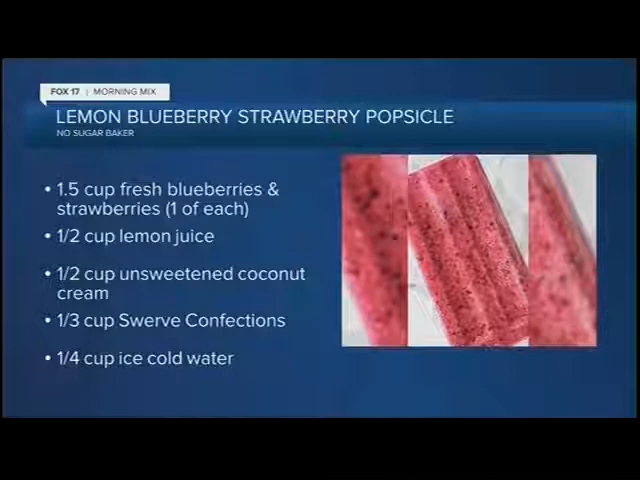 FOX 17 | MORNING MIX
LEMON BLUEBERRY STRAWBERRY POPSICLE
NO SUGAR BAKER
• 1.5 cup fresh blueberries &
strawberries (1 of each)
• 1/2 cup lemon juice
• 1/2 cup unsweetened coconut
cream
• 1/3 cup Swerve Confections
• 1/4 cup ice cold water